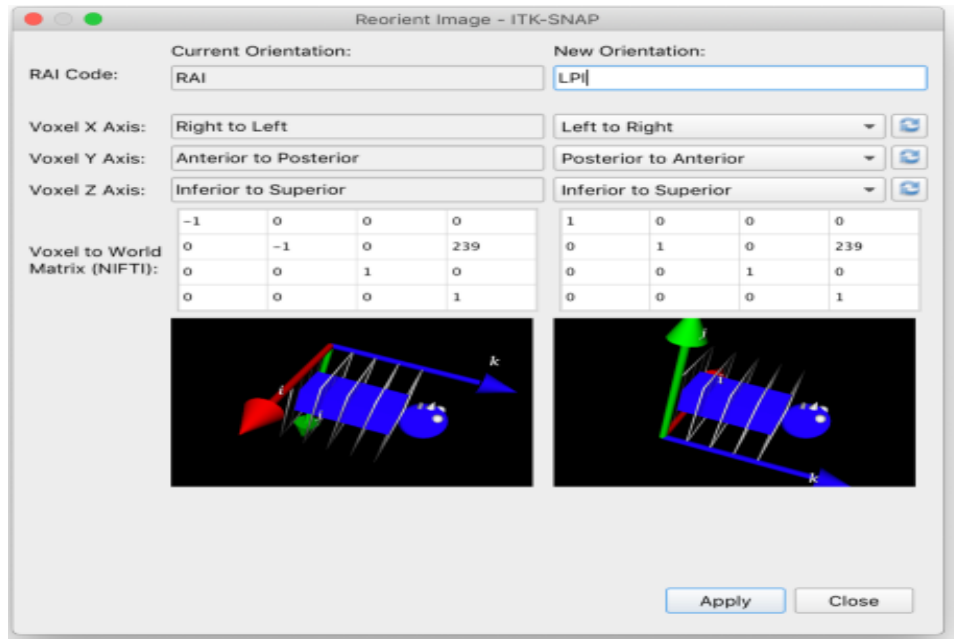 Reorient Image - ITK-SNAP
Current Orientation: New Orientation:
RAI Code: RAI LPI
Voxel X Axis: Right to Left Left to Right
Voxel Y Axis: Anterior to Posterior Posterior to Anterior
Voxel Z Axis: Inferior to Superior Inferior to Superior
Voxel to World
Matrix (NIFTI):
-1 0 0 0 1 0 0 0
0 -1 0 239 0 1 0 239
0 0 1 0 0 0 1 0
0 0 0 1 0 0 0 1
k
i
k
Apply Close